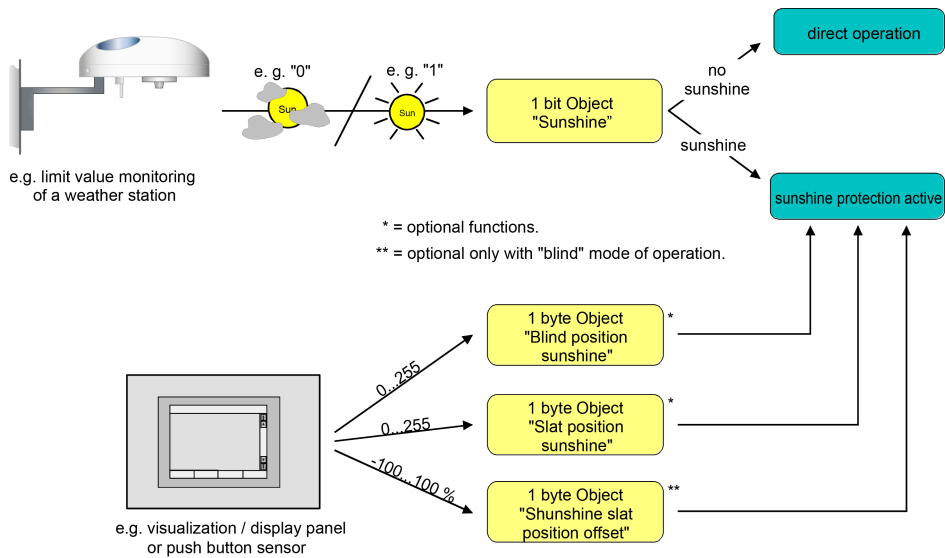 direct operation
e. g. "0"
e. g. "1"
no
sunshine
Sun
Sun
1 bit Object
"Sunshine”
sunshine
e.g. limit value monitoring
of a weather station
sunshine protection active
* = optional functions.
** = optional only with "blind" mode of operation.
1 byte Object
"Blind position
sunshine"
*
0...255
1 byte Object
"Slat position
sunshine"
*
0...255
-100...100 %
1 byte Object
"Shunshine slat
position offset"
**
e.g. visualization / display panel
or push button sensor